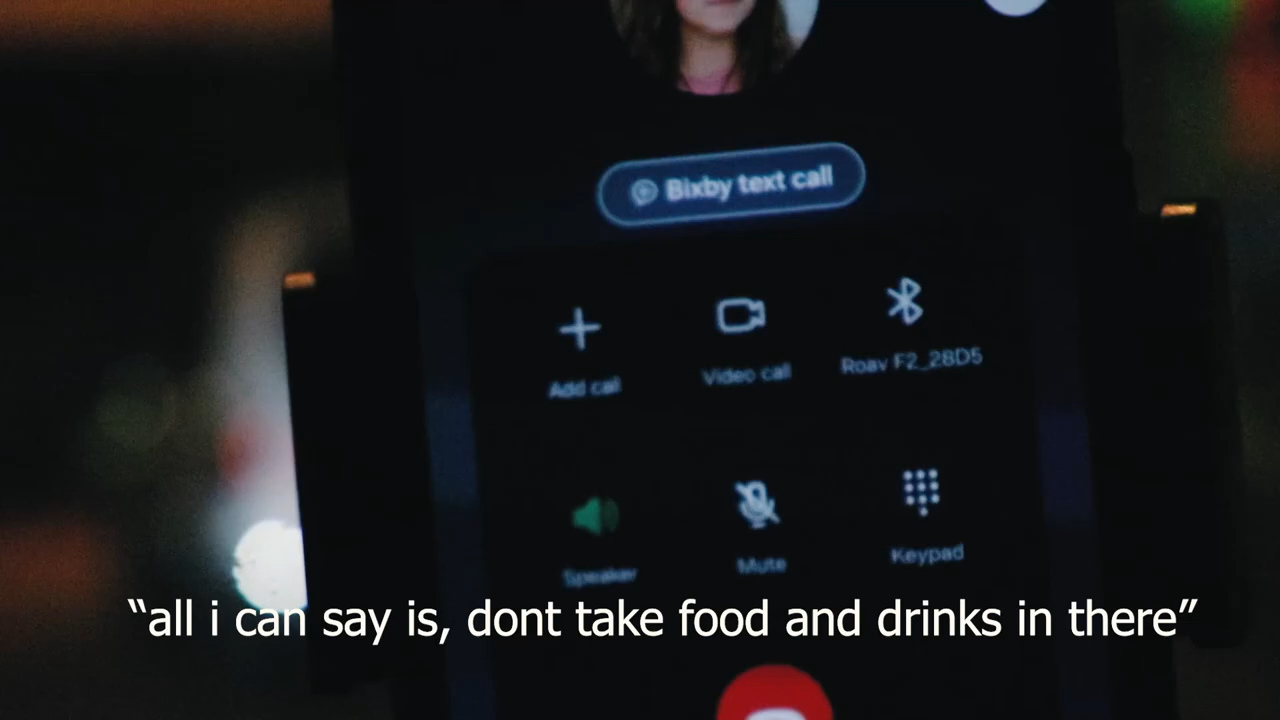 Bixby text call
Add call
Video call
Roav F2_28D5
Speaker
Mute
Keypad
“all i can say is, dont take food and drinks in there”